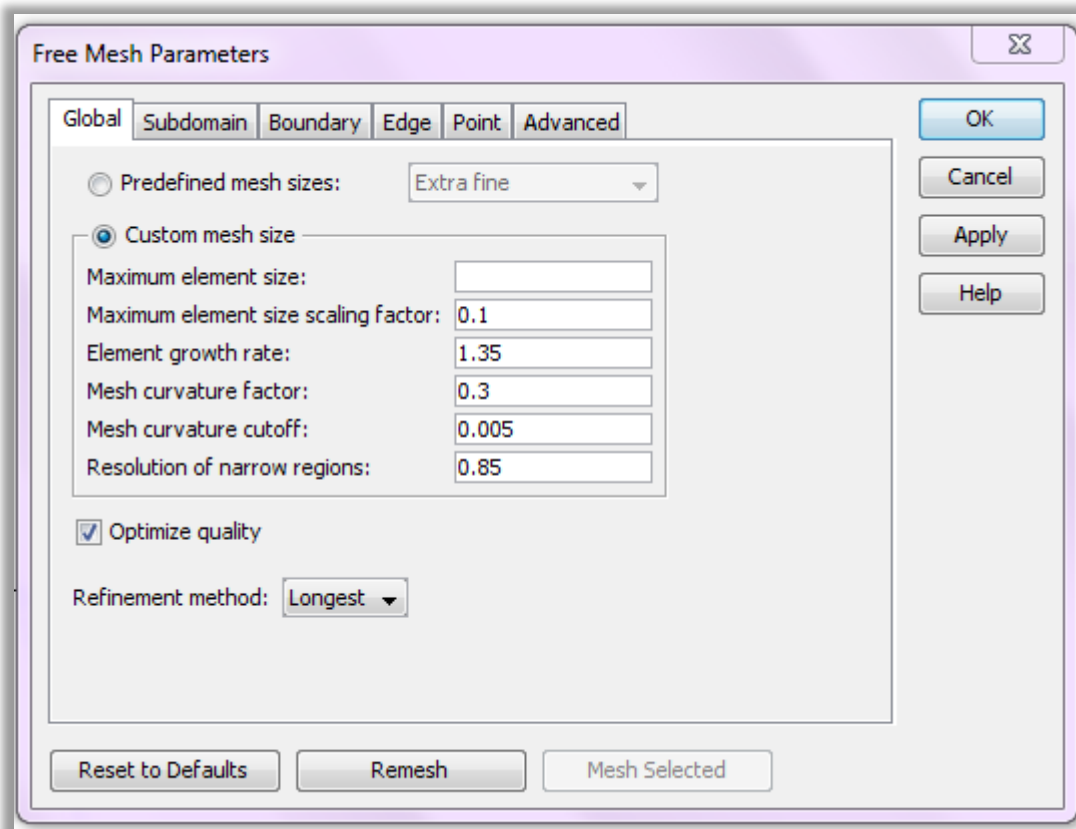 Free Mesh Parameters
Global Subdomain Boundary Edge Point Advanced
OK
Predefined mesh sizes: Extra fine
Cancel
Custom mesh size
Apply
Maximum element size:
Help
Maximum element size scaling factor: 0.1
Element growth rate: 1.35
Mesh curvature factor: 0.3
Mesh curvature cutoff: 0.005
Resolution of narrow regions: 0.85
Optimize quality
Refinement method: Longest
Reset to Defaults Remesh Mesh Selected